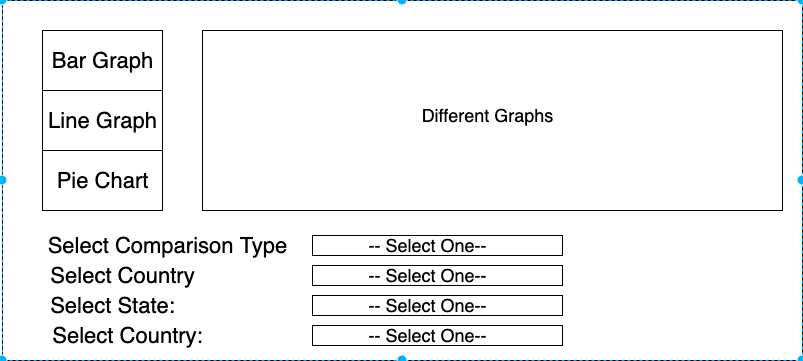 Bar Graph
Line Graph
Pie Chart
Different Graphs
Select Comparison Type -- Select One--
Select Country -- Select One--
Select State: -- Select One--
Select Country: -- Select One--